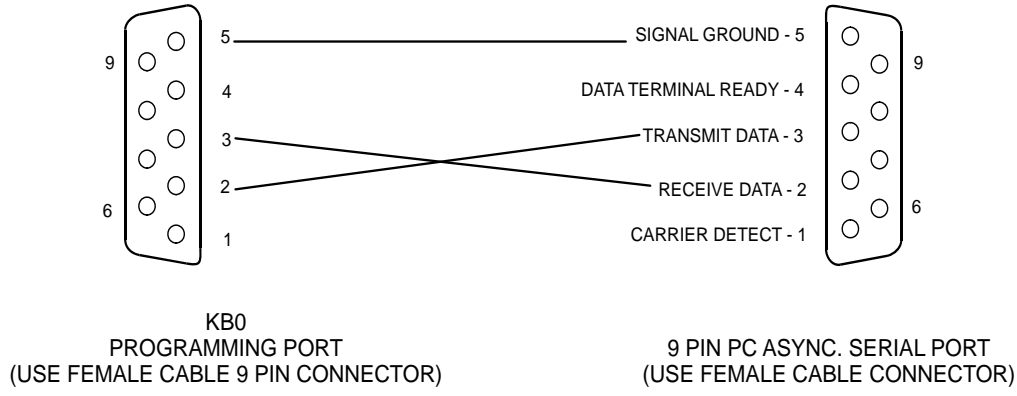 5 SIGNAL GROUND - 5
9 9
4 DATA TERMINAL READY - 4
3 TRANSMIT DATA - 3
2 RECEIVE DATA - 2
6 6
1 CARRIER DETECT - 1
KB0
PROGRAMMING PORT
(USE FEMALE CABLE 9 PIN CONNECTOR)
9 PIN PC ASYNC. SERIAL PORT
(USE FEMALE CABLE CONNECTOR)